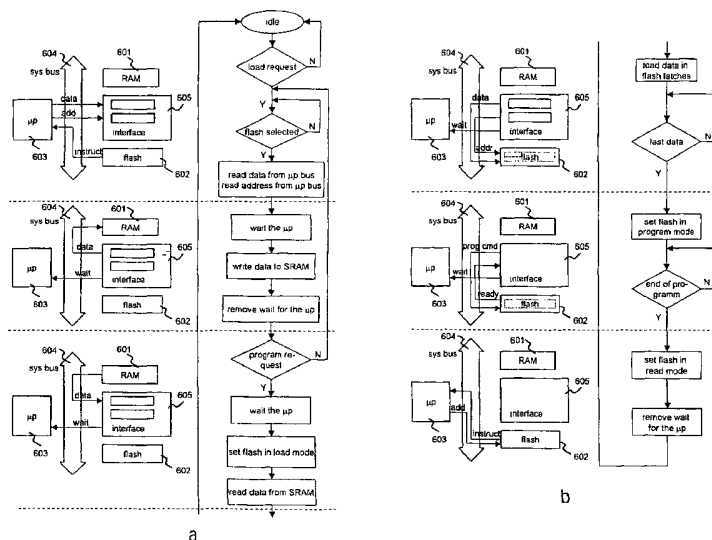 604
sys bus
601
RAM
605
data
add
µp
interface
instruct
flash
603
602
604
sys bus
601
RAM
605
data
wait
µp
interface
flash
603
602
604
sys bus
601
RAM
605
data
wait
µp
interface
flash
603
602
idle
load request
N
Y
flash selected
N
Y
read data from µp bus
read address from µp bus
wait the µp
write data to SRAM
remove wait for the µp
program re-
quest
N
Y
wait the µp
set flash in load mode
read data from SRAM
a
604
sys bus
601
RAM
605
data
wait
µp
interface
addr
flash
603
602
604
sys bus
601
RAM
605
prog cmd
wait
µp
interface
ready
flash
603
602
604
sys bus
601
RAM
605
µp
add
interface
instruct
flash
603
602
load data in
flash latches
last data
N
Y
set flash in
program mode
end of pro-
gramm
N
Y
set flash in
read mode
remove wait
for the µp
b